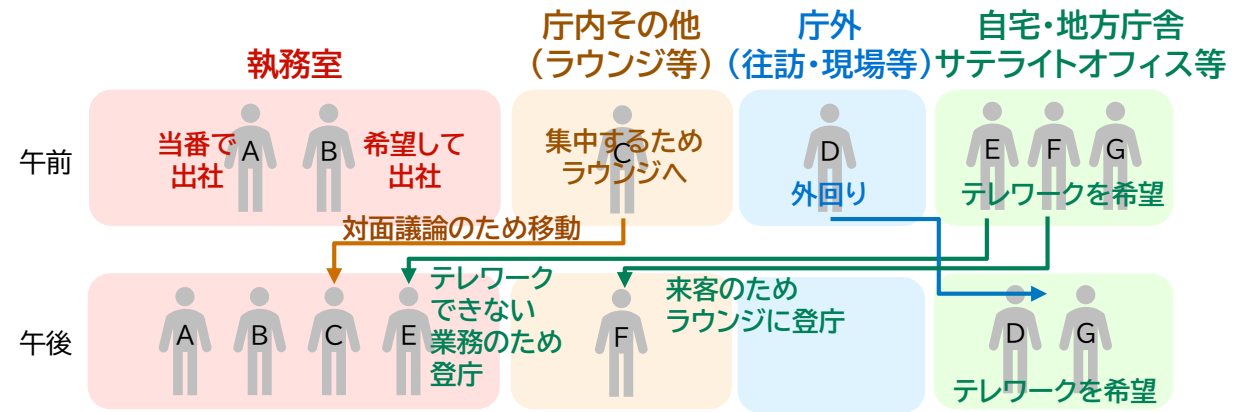 執務室
庁内その他
（ラウンジ等）
庁外
（往訪・現場等）
自宅・地方庁舎
サテライトオフィス等
午前
当番で
出社
A
B
希望して
出社
集中するため
ラウンジへ
C
D
外回り
E
F
G
テレワークを希望
対面議論のため移動
午後
A
B
C
E
テレワーク
できない
業務のため
登庁
F
来客のため
ラウンジに登庁
D
G
テレワークを希望